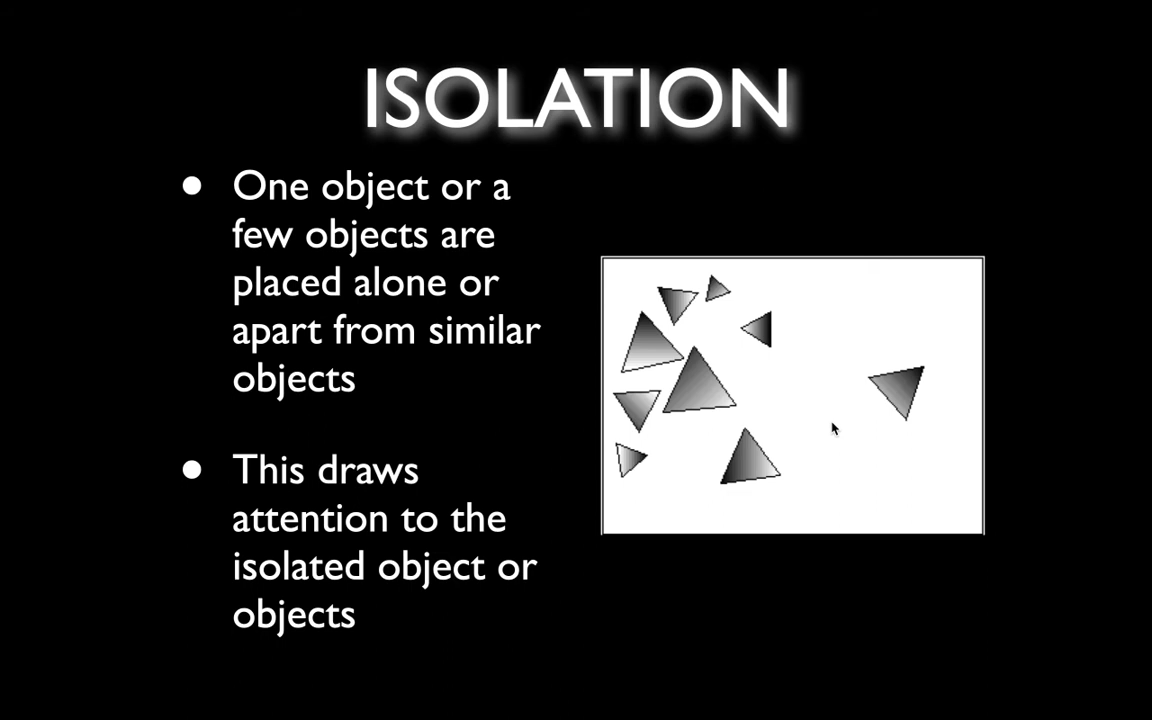 ISOLATION
• One object or a
few objects are
placed alone or
apart from similar
objects
• This draws
attention to the
isolated object or
objects